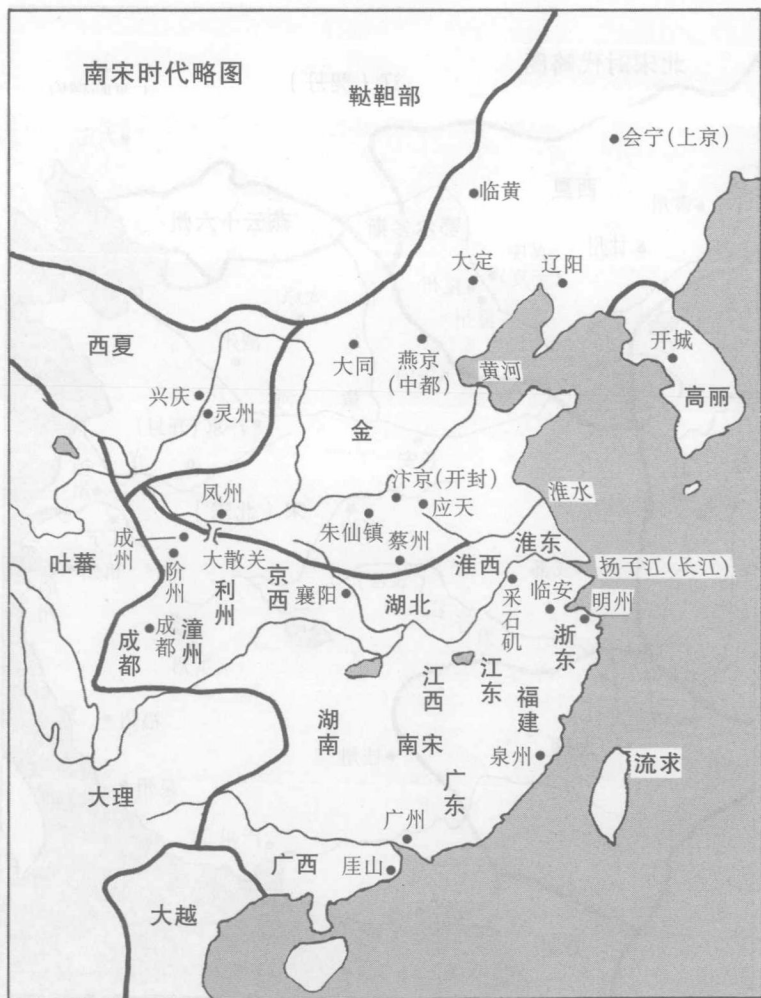 南宋时代略图
鞑靼部
会宁(上京)
临黄
大定
辽阳
西夏
大同
燕京
(中都)
黄河
开城
高丽
兴庆
灵州
金
汴京(开封)
应天
淮水
凤州
朱仙镇
成州
大散关
蔡州
淮西
淮东
吐蕃
阶州
利州
京西
襄阳
湖北
采石矶
临安
扬子江(长江)
明州
成都
成都
潼州
浙东
江西
江东
福建
湖南
南宋
泉州
流求
大理
广东
广州
广西
厓山
大越